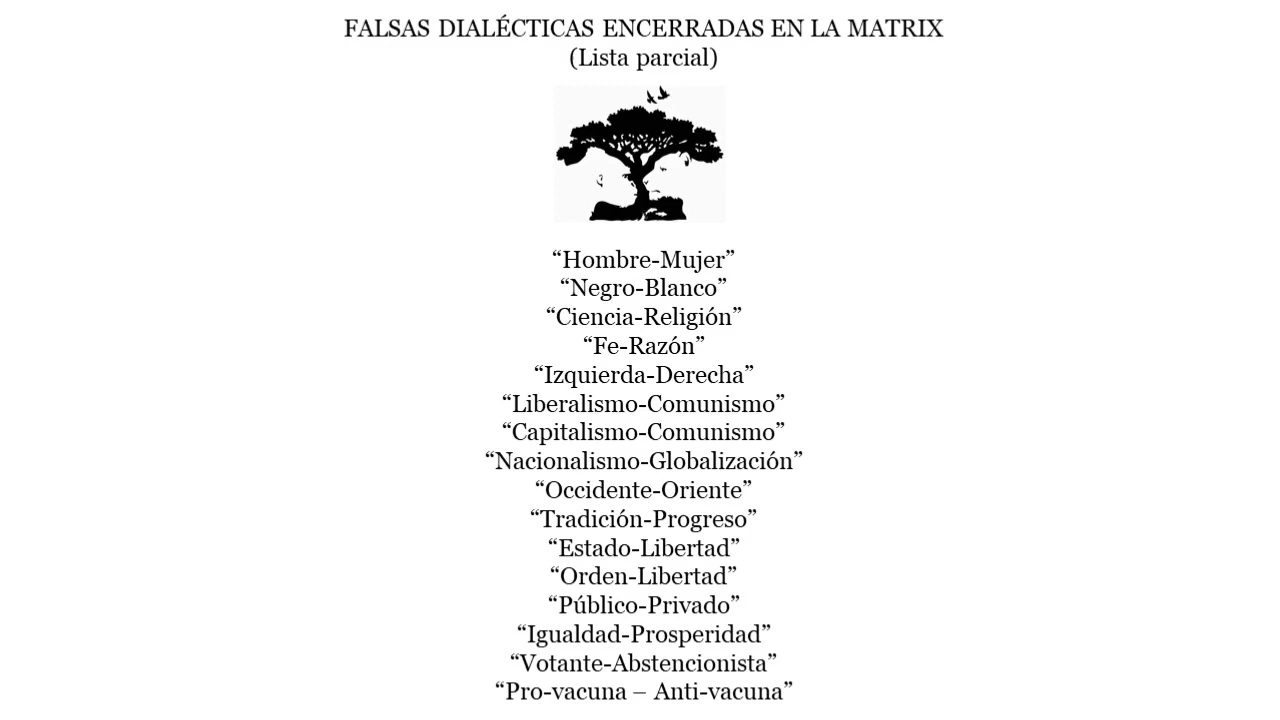 FALSAS DIALÉCTICAS ENCERRADAS EN LA MATRIX
(Lista parcial)
“Hombre-Mujer”
“Negro-Blanco”
“Ciencia-Religión”
“Fe-Razón”
“Izquierda-Derecha”
“Liberalismo-Comunismo”
“Capitalismo-Comunismo”
“Nacionalismo-Globalización”
“Occidente-Oriente”
“Tradición-Progreso”
“Estado-Libertad”
“Orden-Libertad”
“Público-Privado”
“Igualdad-Prosperidad”
“Votante-Abstencionista”
“Pro-vacuna – Anti-vacuna”